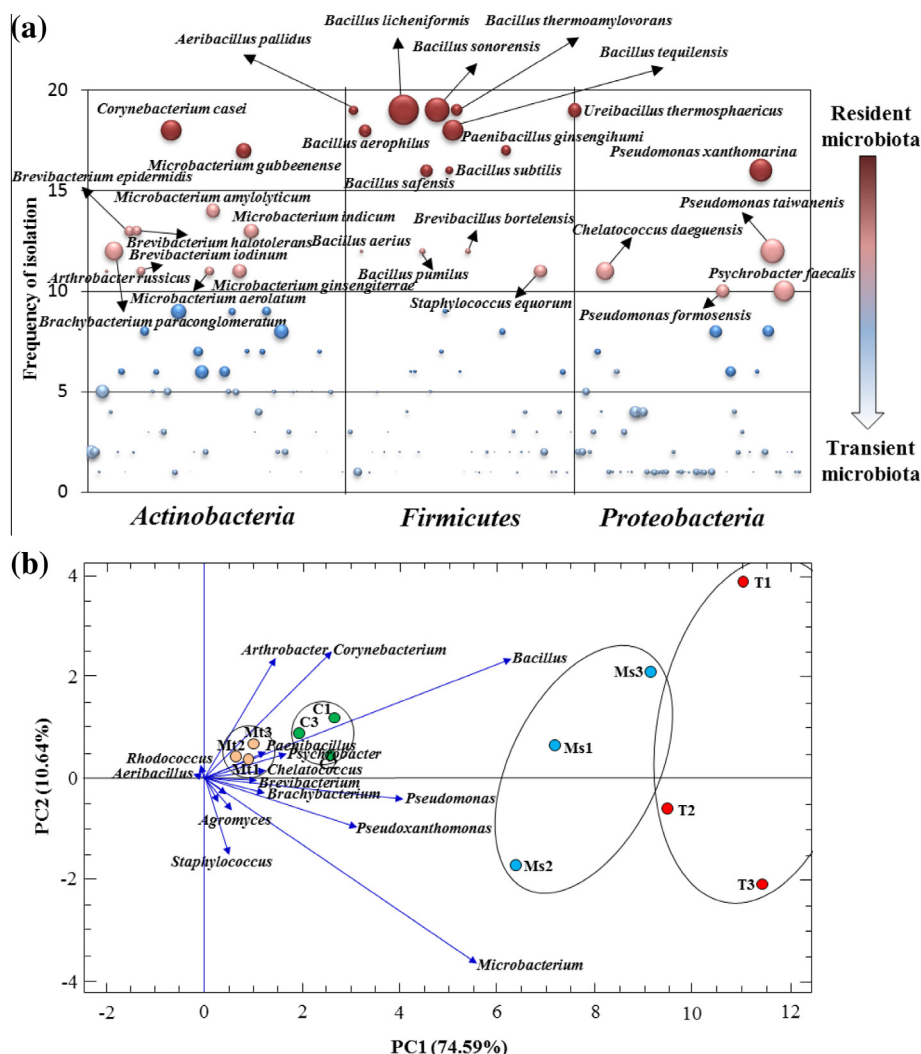 (a)
Bacillus licheniformis
Bacillus thermoamylovorans
Aeribacillus pallidus
Bacillus sonorensis
Bacillus tequilensis
20
Corynebacterium casei
Ureibacillus thermosphaericus
Resident
microbiota
Bacillus aerophilus
Paenibacillus ginsengihumi
Microbacterium gubbeenense
Pseudomonas xanthomarina
Brevibacterium epidermidis
Bacillus safensis
Bacillus subtilis
15
Microbacterium amylolyticum
Pseudomonas taiwanenis
Microbacterium indicum
Brevibacillus bortelensis
Chelatococcus daeguensis
Brevibacterium halotolerans
Bacillus aerius
Brevibacterium iodinum
Arthrobacter russicus
Bacillus pumilus
Psychrobacter faecalis
Microbacterium ginsengiterrae
Microbacterium aerolatum
Staphylococcus equorum
10
Pseudomonas formosensis
Brachybacterium paraconglomeratum
Frequency of isolation
5
Transient
microbiota
0
Actinobacteria
Firmicutes
Proteobacteria
(b)
4
T1
Arthrobacter
Corynebacterium
Bacillus
2
Ms3
C1
C3
Mt3
Ms1
Mt2
Paenibacillus
Rhodococcus
Psychrobacter
Mt1
Chelatococcus
Aeribacillus
0
Brevibacterium
Brachybacterium
Pseudomonas
T2
Agromyces
Pseudoxanthomonas
Staphylococcus
Ms2
-2
T3
Microbacterium
-4
PC2 (10.64%)
-2 0 2 4 6 8 10 12
PC1 (74.59%)